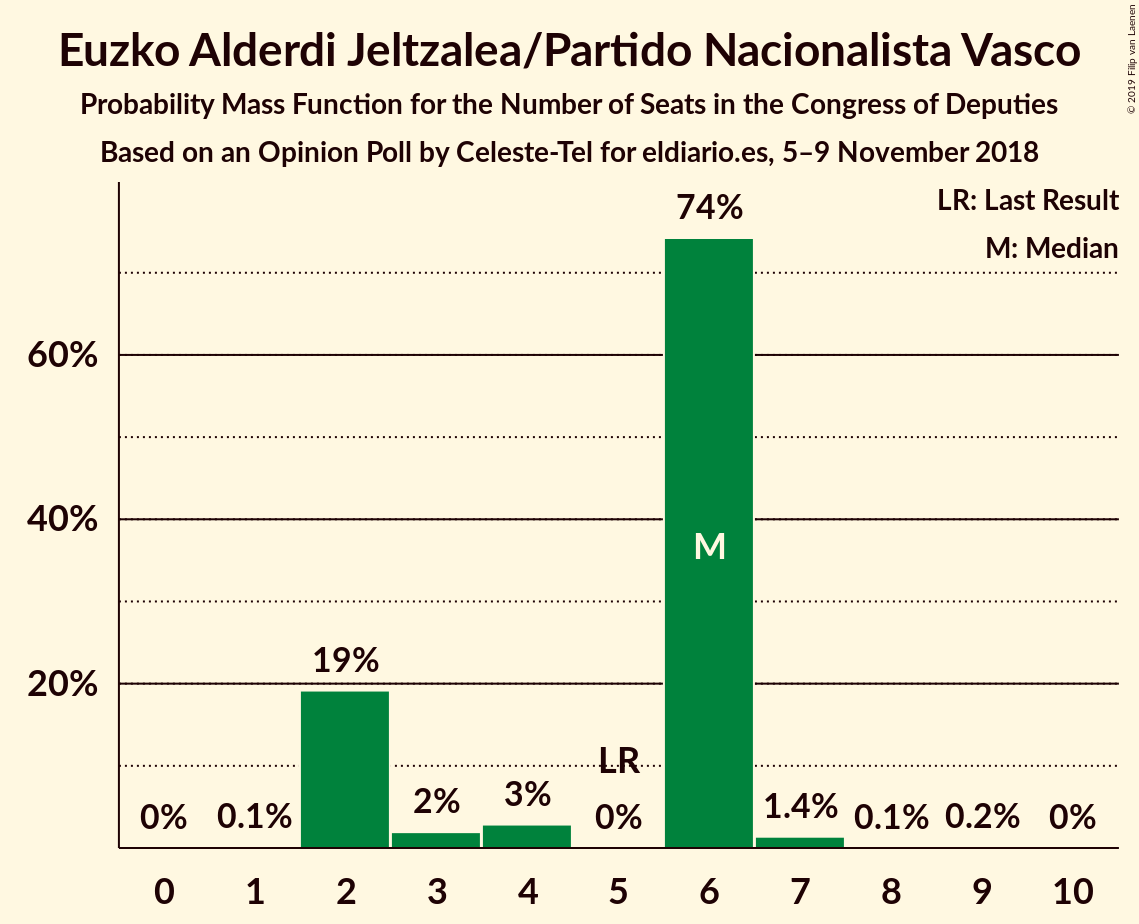 Euzko Alderdi Jeltzalea/Partido Nacionalista Vasco
Probability Mass Function for the Number of Seats in the Congress of Deputies
Based on an Opinion Poll by Celeste-Tel for eldiario.es, 5–9 November 2018
© 2019 Filip van Laenen
LR: Last Result
M: Median
74%
60%
40%
20%
M
19%
LR
0%
0.1%
2%
3%
0%
1.4%
0.1%
0.2%
0%
0 1 2 3 4 5 6 7 8 9 10